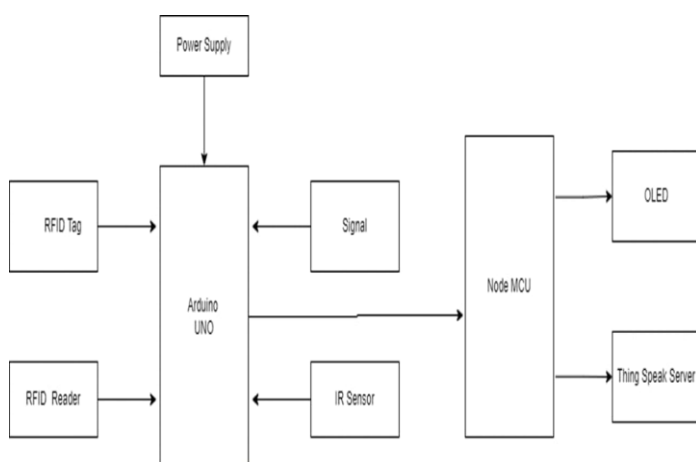 Power Supply
RFID Tag
Signal
OLED
Node MCU
Arduino
UNO
RFID Reader
IR Sensor
Thing Speak Server